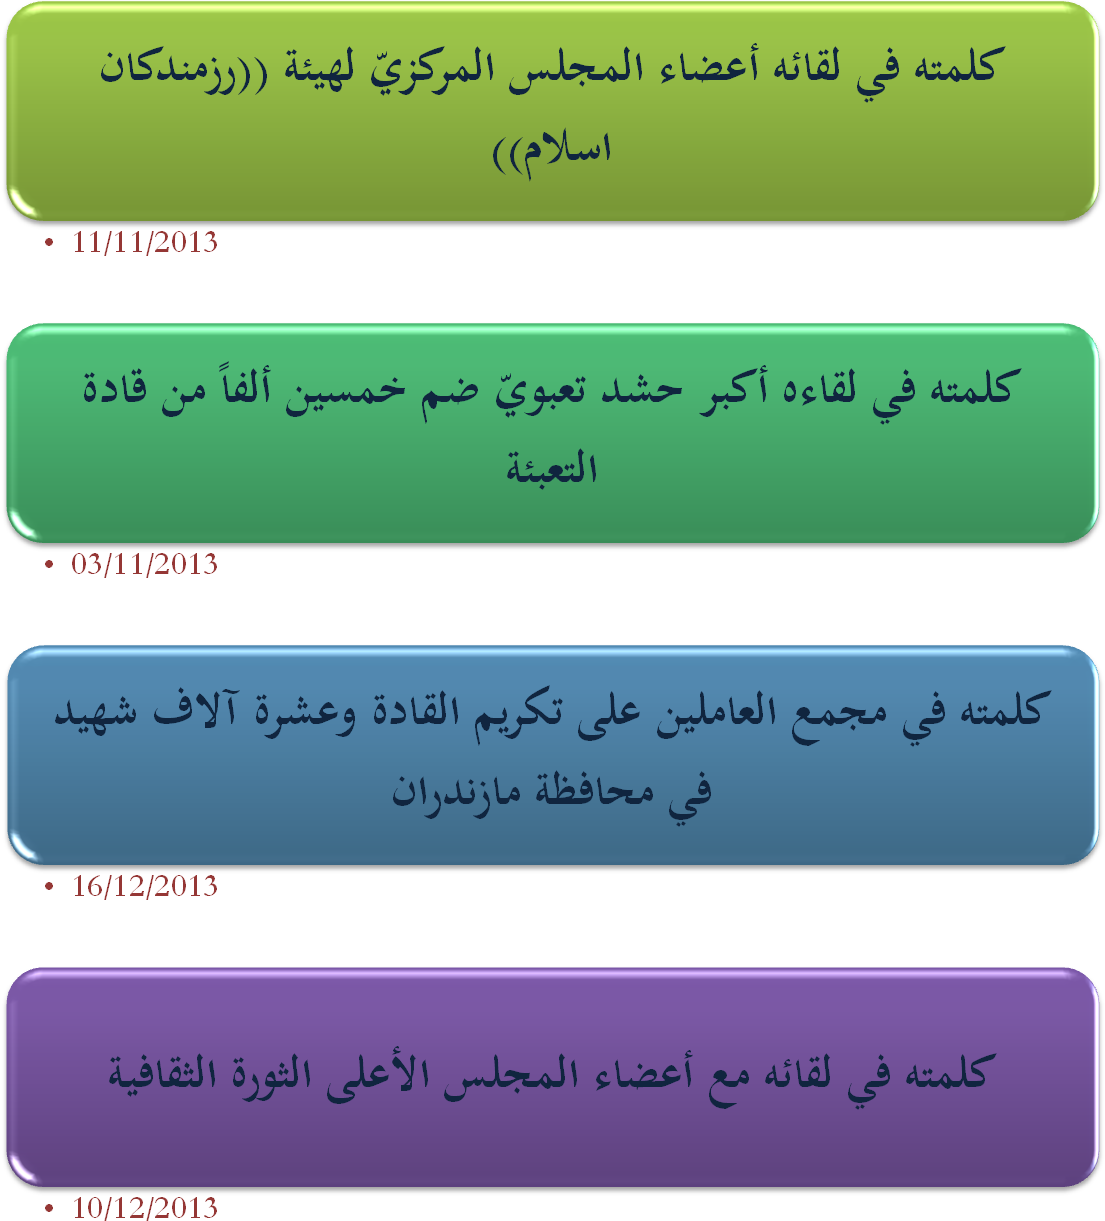 كلمته في لقائه أعضاء المجلس المركزيّ لهيئة ((رزمندكان
اسلام))
• 11/11/2013
كلمته في لقاءه أكبر حشد تعبويّ ضم خمسين ألفاً من قادة
التعبئة
• 03/11/2013
كلمته في مجمع العاملين على تكريم القادة وعشرة آلاف شهيد
في محافظة مازندران
• 16/12/2013
كلمته في لقائه مع أعضاء المجلس الأعلى الثورة الثقافية
• 10/12/2013